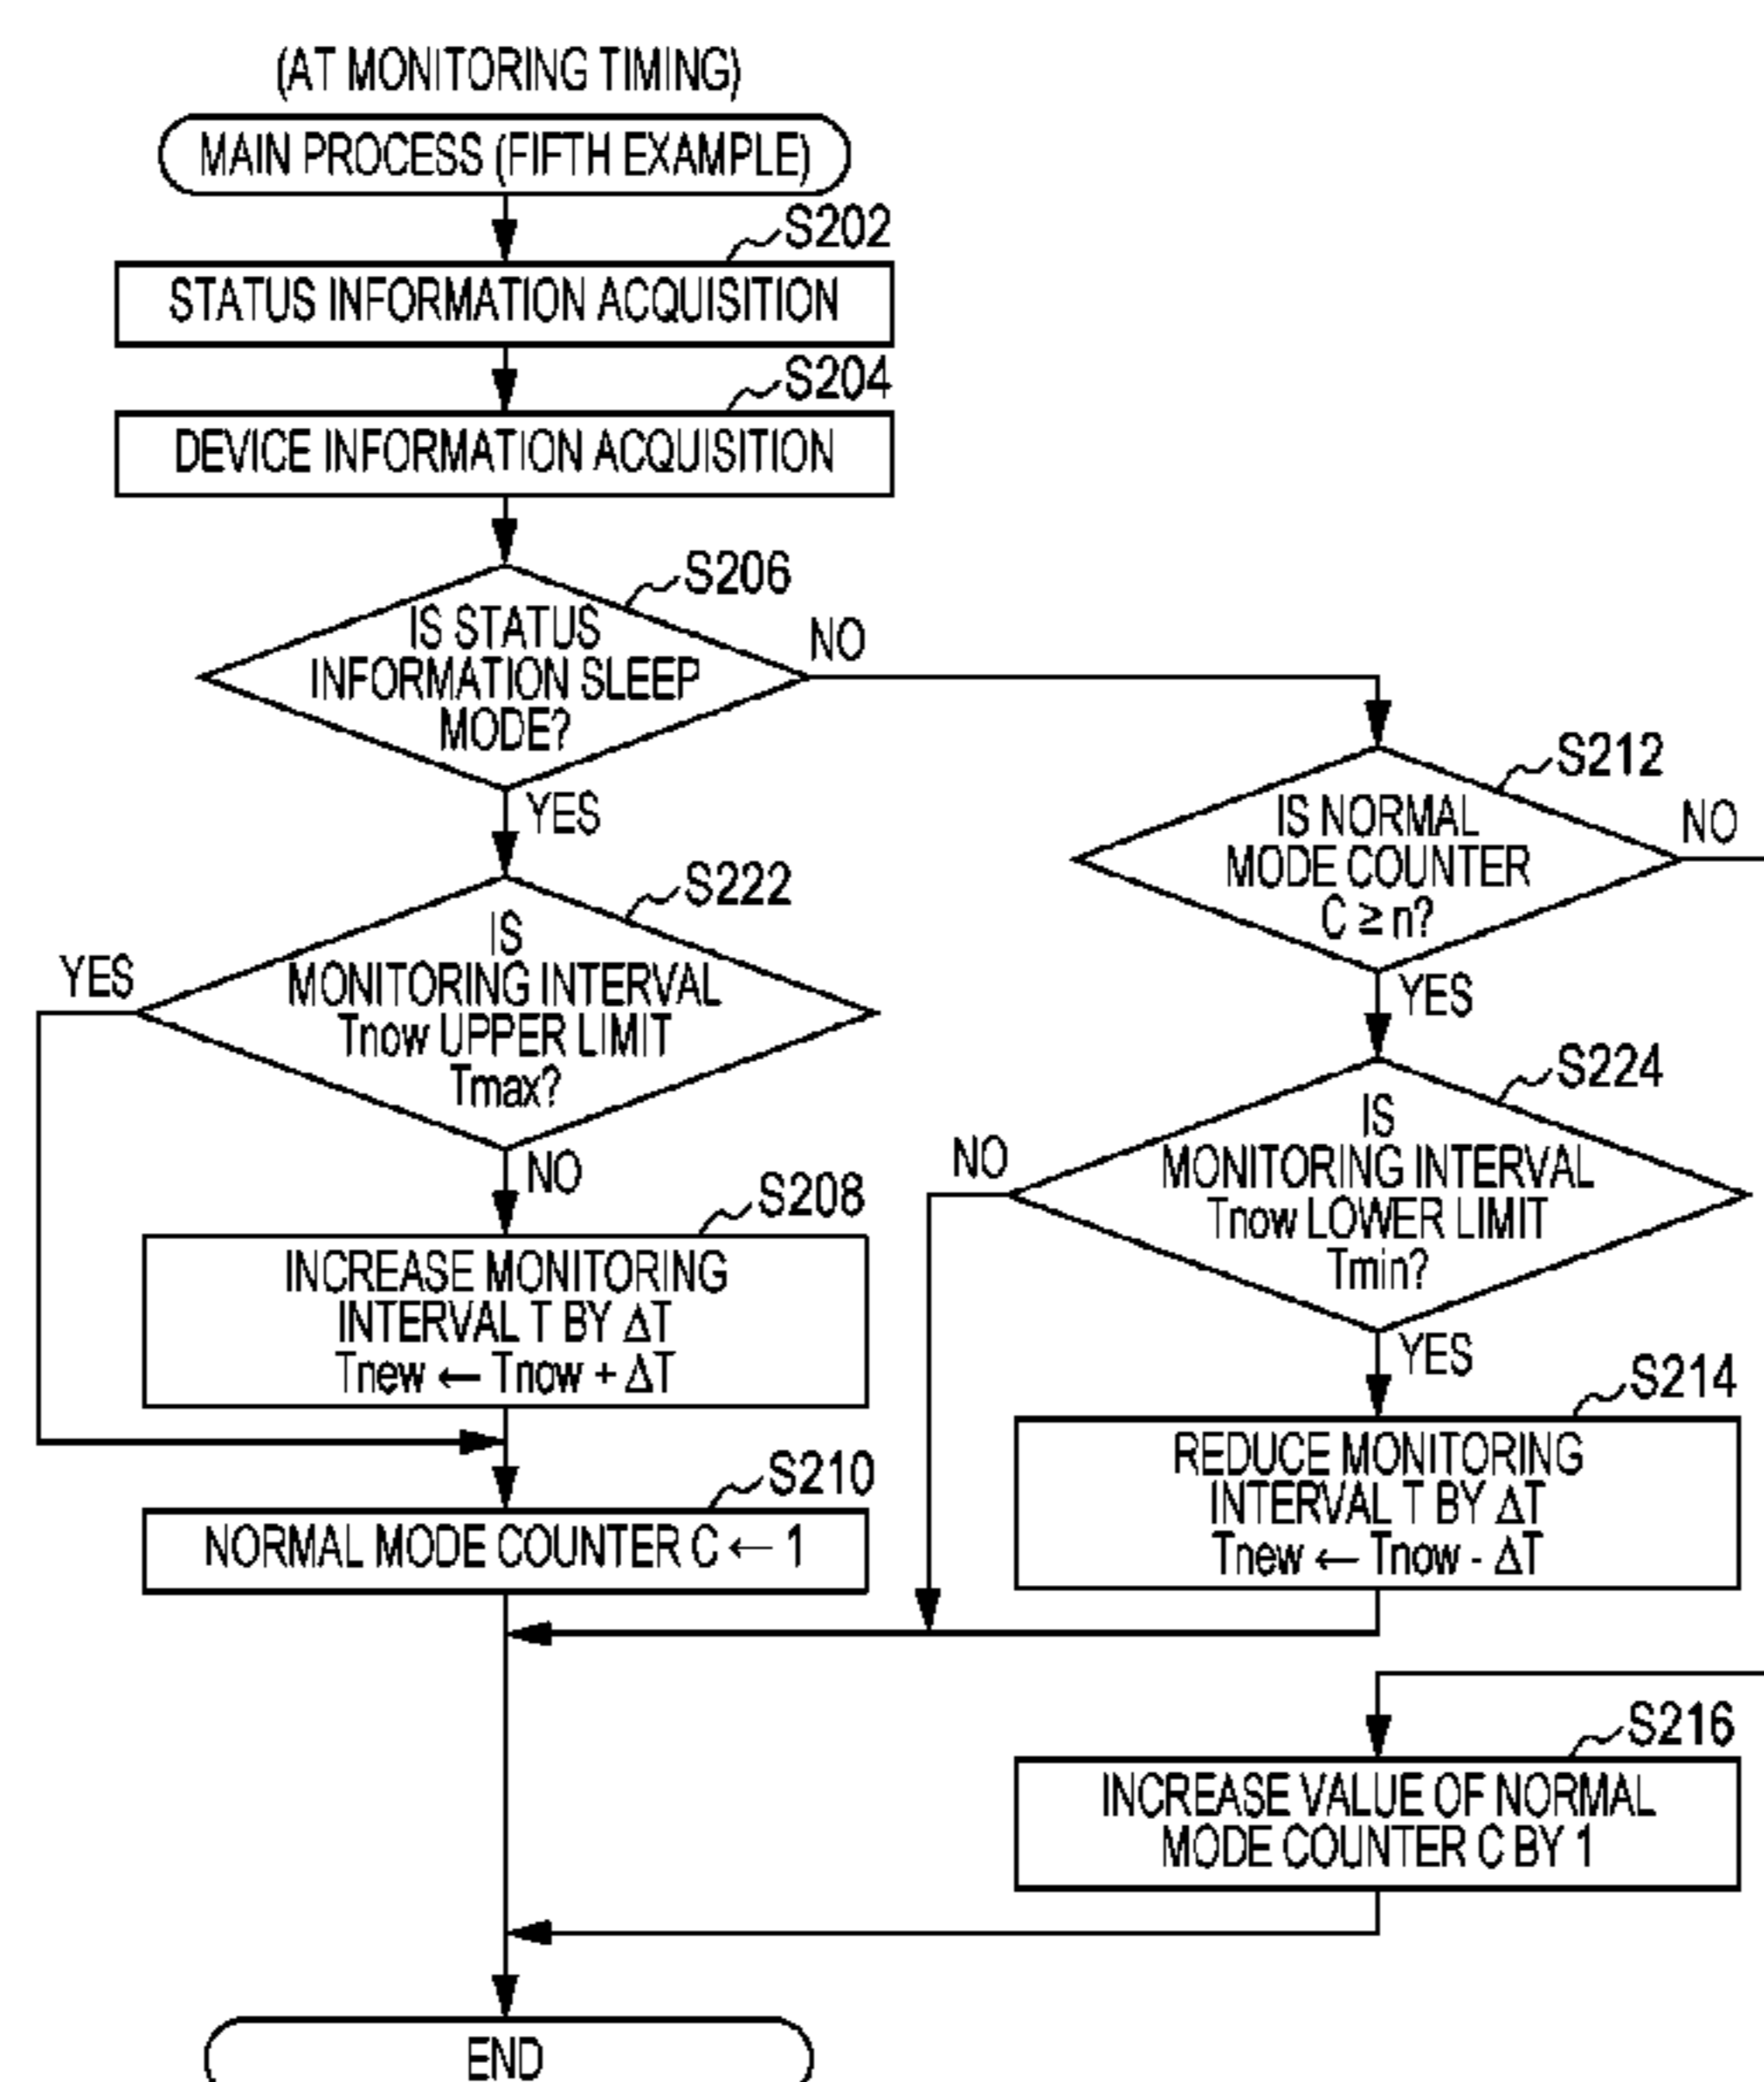 (AT MONITORING TIMING)
MAIN PROCESS (FIFTH EXAMPLE)
S202
STATUS INFORMATION ACQUISITION
S204
DEVICE INFORMATION ACQUISITION
S206
IS STATUS
INFORMATION SLEEP
MODE?
NO
YES
S212
IS NORMAL
MODE COUNTER
C ≥ n?
NO
YES
S222
IS
MONITORING INTERVAL
Tnow UPPER LIMIT
Tmax?
YES
NO
S224
IS
MONITORING INTERVAL
Tnow LOWER LIMIT
Tmin?
NO
YES
S208
INCREASE MONITORING
INTERVAL T BY ΔT
Tnew ← Tnow + ΔT
S214
REDUCE MONITORING
INTERVAL T BY ΔT
Tnew ← Tnow - ΔT
S210
NORMAL MODE COUNTER C ← 1
S216
INCREASE VALUE OF NORMAL
MODE COUNTER C BY 1
END